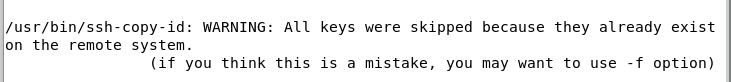 /usr/bin/ssh-copy-id: WARNING: All keys were skipped because they already exist
on the remote system.
(if you think this is a mistake, you may want to use -f option)